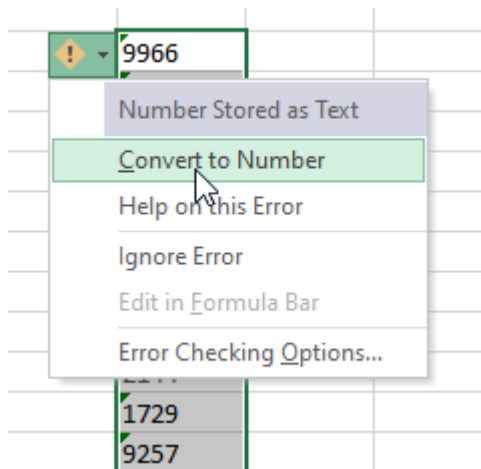 9966
Number Stored as Text
Convert to Number
Help on this Error
Ignore Error
Edit in Formula Bar
Error Checking Options...
1729
9257